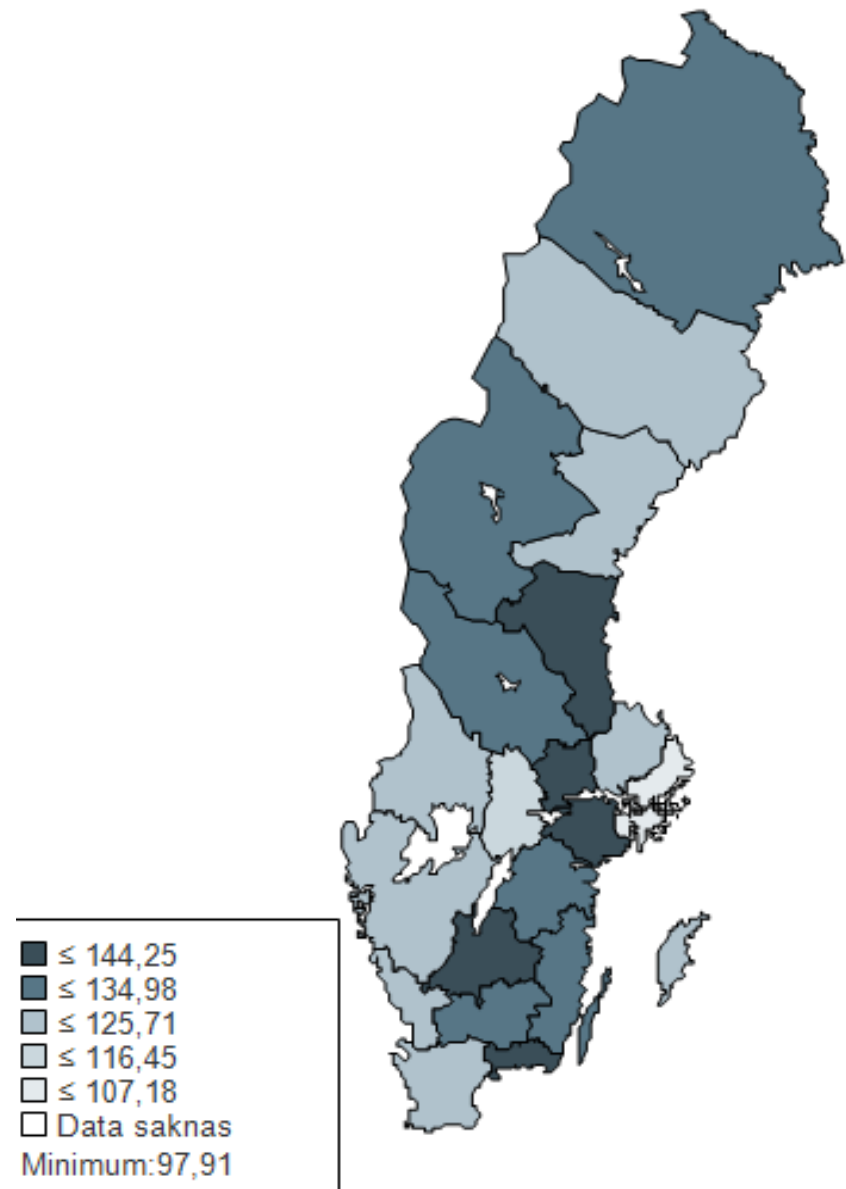 ≤ 144,25
≤ 134,98
≤ 125,71
≤ 116,45
≤ 107,18
Data saknas
Minimum:97,91